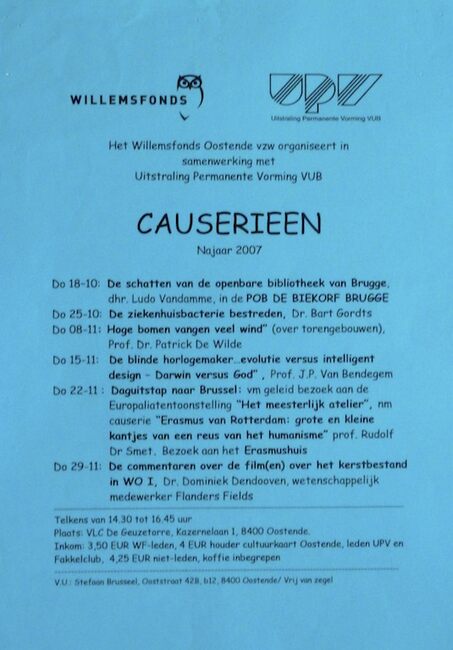 WILLEMSFONDS
UPV
Uitstraling Permanente Vorming VUB
Het Willemsfonds Oostende vzw organiseert in
samenwerking met
Uitstraling Permanente Vorming VUB
CAUSERIEEN
Najaar 2007
Do 18-10: De schatten van de openbare bibliotheek van Brugge,
dhr. Ludo Vandamme, in de POB DE BIEKORF BRUGGE
Do 25-10: De ziekenhuisbacterie bestreden, Dr. Bart Gordts
Do 08-11: Hoge bomen vangen veel wind" (over torengebouwen),
Prof. Dr. Patrick De Wilde
Do 15-11: De blinde horlogemaker...evolutie versus intelligent
design - Darwin versus God" , Prof. J.P. Van Bendegem
Do 22-11 : Daguitstap naar Brussel: vm geleid bezoek aan de
Europaliatentoonstelling "Het meesterlijk atelier", nm
causerie "Erasmus van Rotterdam: grote en kleine
kantjes van een reus van het humanisme" prof. Rudolf
Dr Smet. Bezoek aan het Erasmushuis
Do 29-11: De commentaren over de film(en) over het kerstbestand
in WO I, Dr. Dominiek Dendooven, wetenschappelijk
medewerker Flanders Fields
Telkens van 14.30 tot 16.45 uur
Plaats: VLC De Geuzetorre, Kazernelaan 1, 8400 Oostende.
Inkom: 3,50 EUR WF-leden, 4 EUR houder cultuurkaart Oostende, leden UPV en
Fakkelclub, 4,25 EUR niet-leden, koffie inbegrepen
V.U.: Stefaan Brusseel, Ooststraat 428, b12, 8400 Oostende/ Vrij van zegel